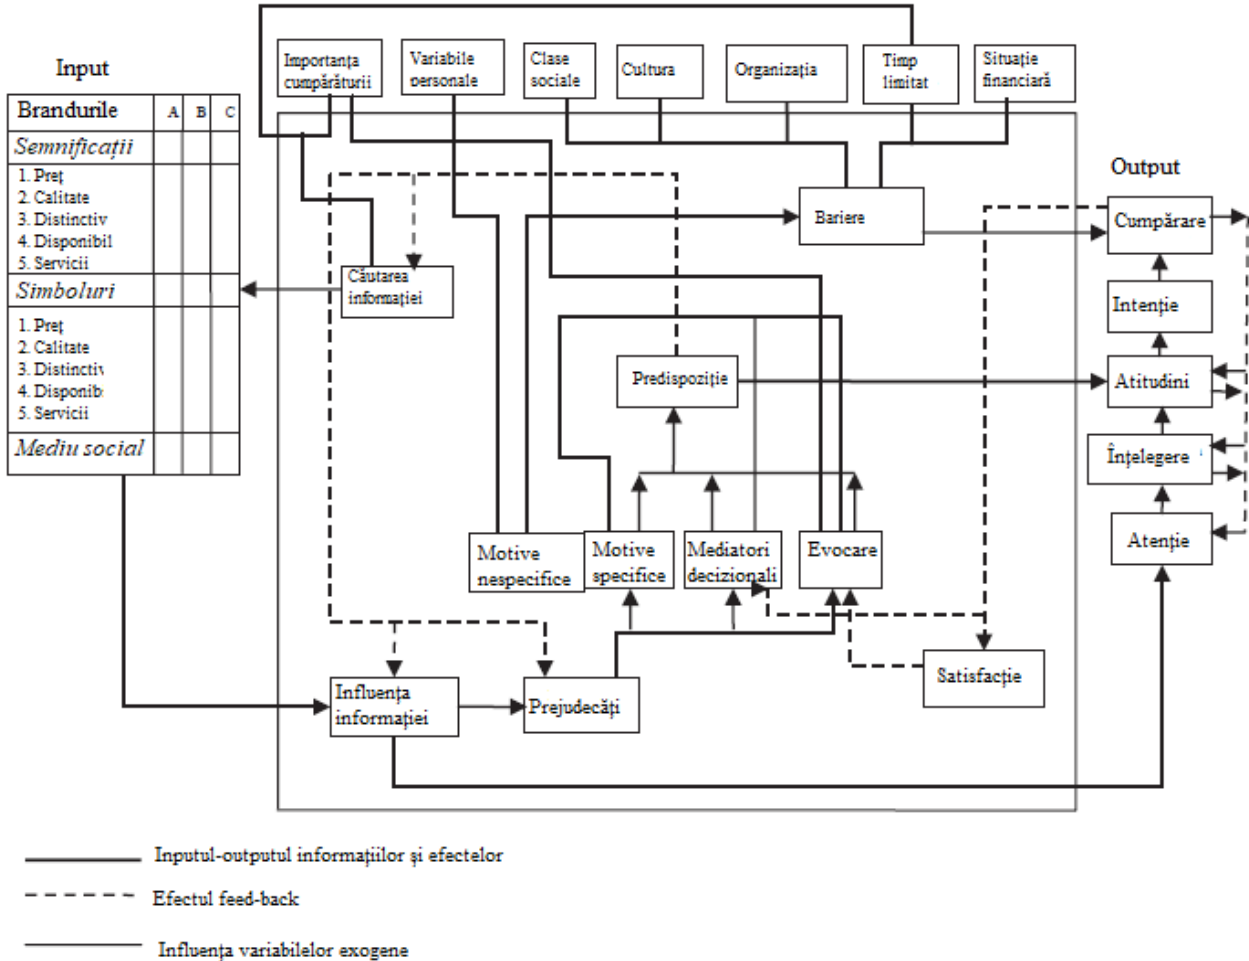 Input
Brandurile A B C
Semnificații
1. Preț
2. Calitate
3. Distinctiv
4. Disponibil
5. Servicii
Simboluri
1. Preț
2. Calitate
3. Distinctiv
4. Disponib
5. Servicii
Mediu social
Importanța
cumpărăturii
Variabile
personale
Clase
sociale
Cultura
Organizația
Timp
limitat
Situație
financiară
Bariere
Căutarea
informației
Predispoziție
Motive
nespecifice
Motive
specifice
Mediatori
decizionali
Evocare
Influența
informației
Prejudecăți
Satisfacție
Output
Cumpărare
Intenție
Atitudini
Înțelegere
Atenție
Inputul-outputul informațiilor și efectelor
Efectul feed-back
Influența variabilelor exogene